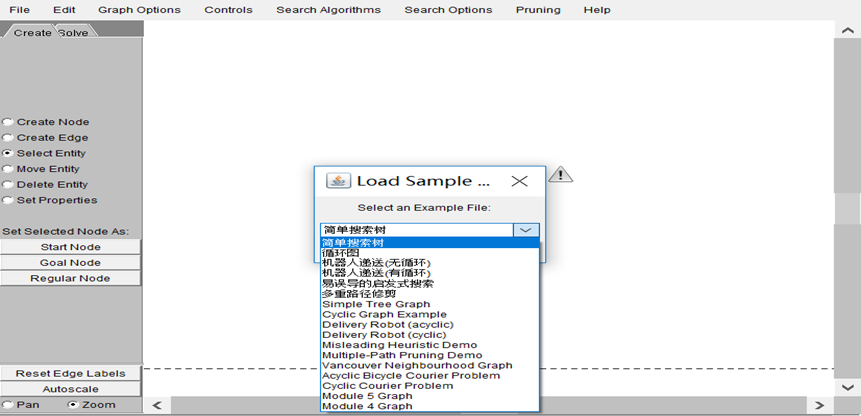 File Edit Graph Options Controls Search Algorithms Search Options Pruning Help
Create Solve
Create Node
Create Edge
Select Entity
Move Entity
Delete Entity
Set Properties
Set Selected Node As:
Start Node
Goal Node
Regular Node
Reset Edge Labels
Autoscale
Pan Zoom
Load Sample ...
Select an Example File:
简单搜索树
简单搜索树
循环图
机器人递送(无循环)
机器人递送(有循环)
易误导的启发式搜索
多重路径修剪
Simple Tree Graph
Cyclic Graph Example
Delivery Robot (acyclic)
Delivery Robot (cyclic)
Misleading Heuristic Demo
Multiple-Path Pruning Demo
Vancouver Neighbourhood Graph
Acyclic Bicycle Courier Problem
Cyclic Courier Problem
Module 5 Graph
Module 4 Graph